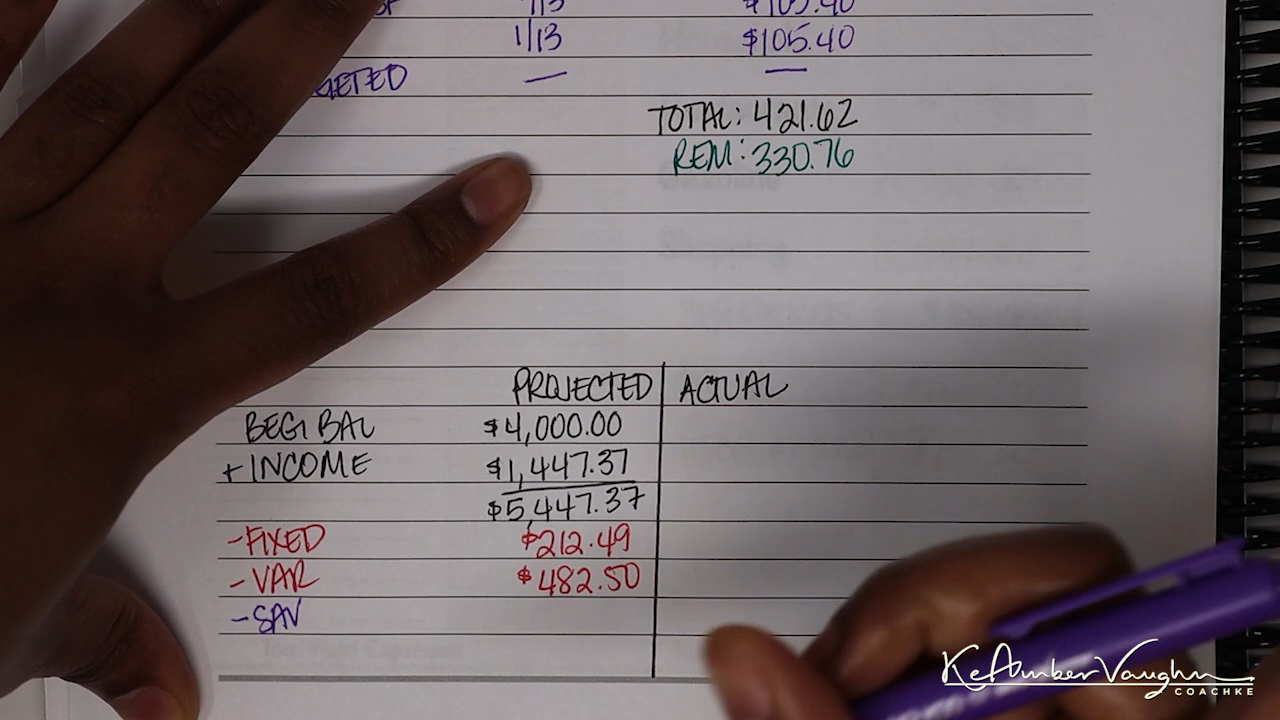 1/13 $105.40
1/13 $105.40
TOTAL: 421.62
REM: 330.76
PROJECTED ACTUAL
BEG BAL $4,000.00
+ INCOME $1,447.37
$5,447.37
- FIXED $212.49
- VAR $482.50
- SAV
KeAmber Vaughn
COACHKE